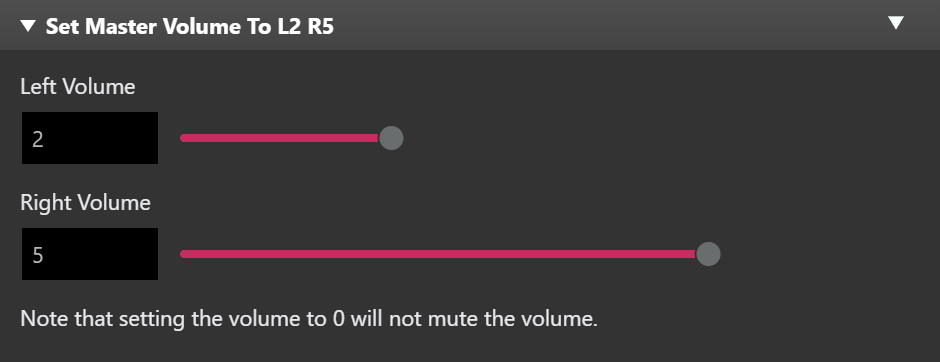 Set Master Volume To L2 R5
Left Volume
2
Right Volume
5
Note that setting the volume to 0 will not mute the volume.